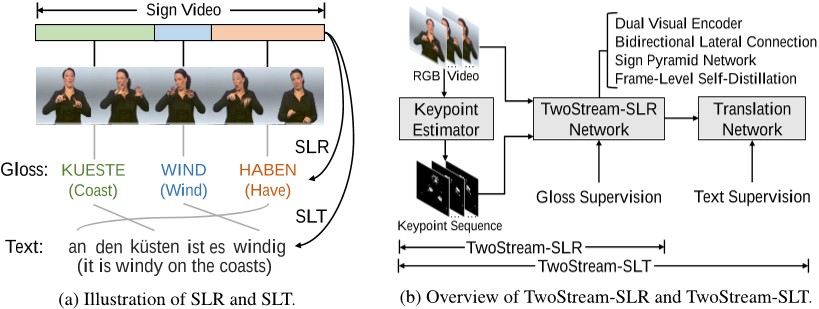 Sign Video
SLR
Gloss: KUESTE WIND HABEN
(Coast) (Wind) (Have)
SLT
Text: an den küsten ist es windig
(it is windy on the coasts)
(a) Illustration of SLR and SLT.
RGB Video
Keypoint
Estimator
Keypoint Sequence
Dual Visual Encoder
Bidirectional Lateral Connection
Sign Pyramid Network
Frame-Level Self-Distillation
TwoStream-SLR
Network
Translation
Network
Gloss Supervision
Text Supervision
TwoStream-SLR
TwoStream-SLT
(b) Overview of TwoStream-SLR and TwoStream-SLT.